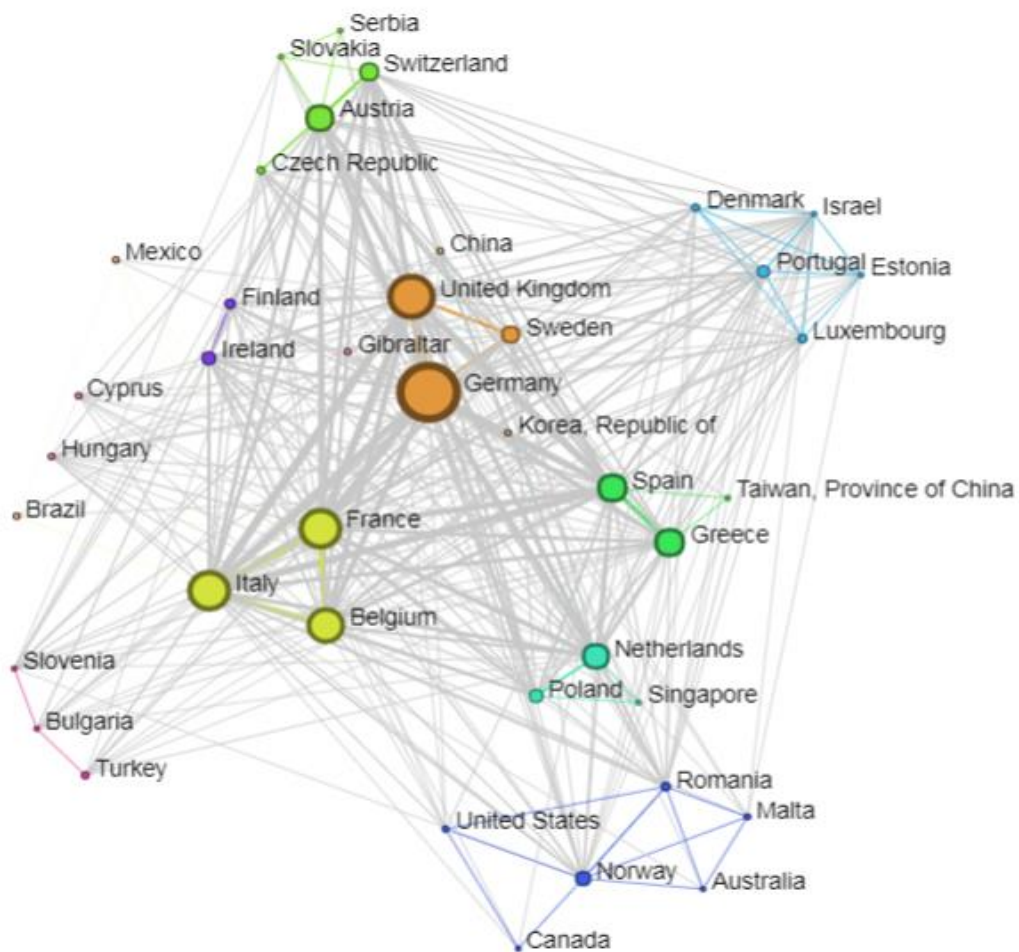 Serbia
Slovakia
Switzerland
Austria
Czech Republic
Denmark
Israel
China
Mexico
Portugal
Estonia
United Kingdom
Finland
Sweden
Luxembourg
Gibraltar
Ireland
Germany
Cyprus
Korea, Republic of
Hungary
Spain
Taiwan, Province of China
Brazil
France
Greece
Italy
Belgium
Netherlands
Slovenia
Poland
Singapore
Bulgaria
Turkey
Romania
Malta
United States
Norway
Australia
Canada